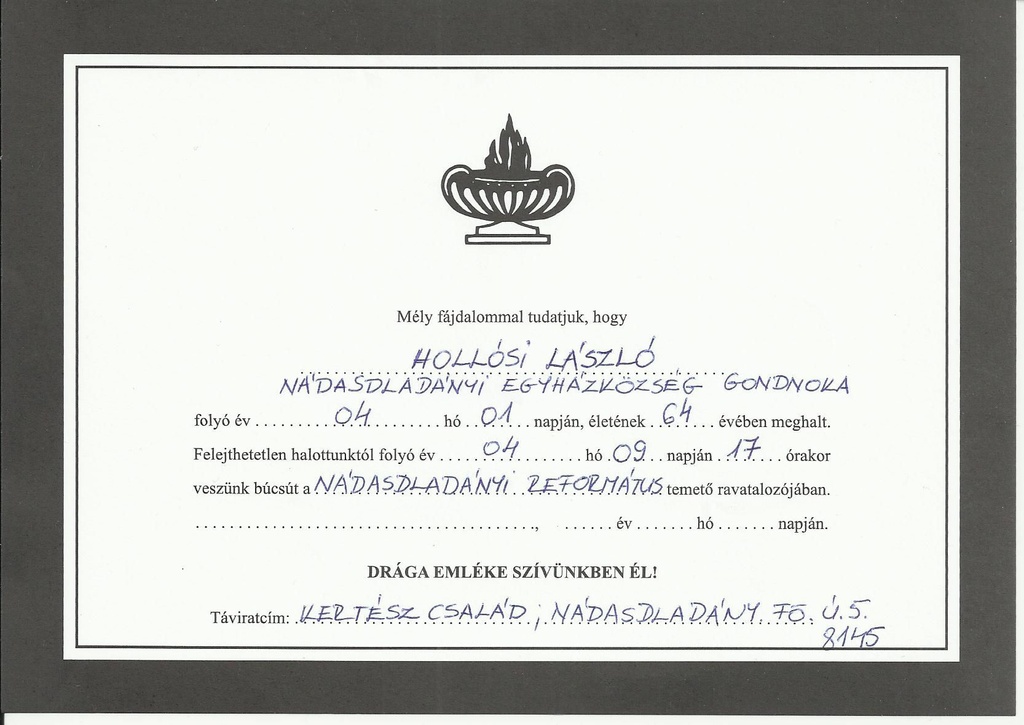 Mély fájdalommal tudatjuk, hogy
HOLLÓSI LÁSZLÓ
NÁDASDLADÁNYI EGYHÁZKÖZSÉG GONDNOKA
folyó év .......... 04 .......... hó .. 01 ... napján, életének .. 64 .... évében meghalt.
Felejthetetlen halottunktól folyó év ..... 04 .......... hó . 09 .. napján .. 17 .... órakor
veszünk búcsút a NÁDASDLADÁNYI REFORMÁTUS temető ravatalozójában.
......................................., ...... év ....... hó ....... napján.
DRÁGA EMLÉKE SZÍVÜNKBEN ÉL!
Táviratcím: KERTÉSZ CSALÁD ; NÁDASDLADÁNY. FŐ. Ú. 5.
8145